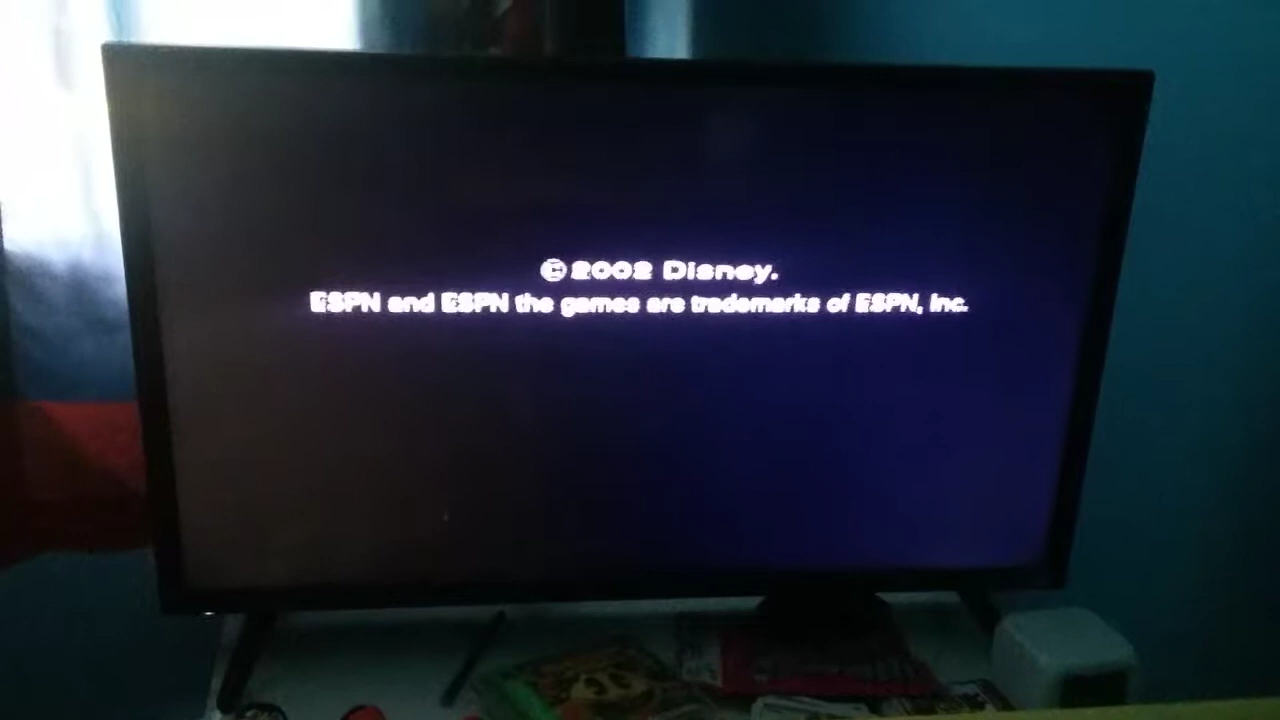 © 2002 Disney.
ESPN and ESPN the games are trademarks of ESPN, Inc.